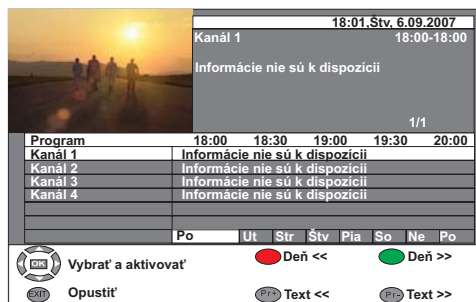 18:01,Štv, 6.09.2007
Kanál 1 18:00-18:00
Informácie nie sú k dispozícii
1/1
Program 18:00 18:30 19:00 19:30 20:00
Kanál 1 Informácie nie sú k dispozícii
Kanál 2 Informácie nie sú k dispozícii
Kanál 3 Informácie nie sú k dispozícii
Kanál 4 Informácie nie sú k dispozícii
Po Ut Str Štv Pia So Ne Po
OK Vybrať a aktivovať Deň << Deň >>
EXIT Opustiť Pr+ Text << Pr- Text >>